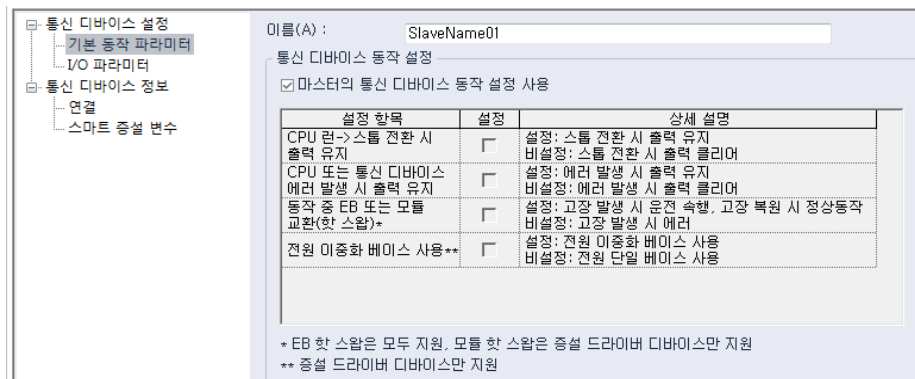 통신 디바이스 설정
기본 동작 파라미터
I/O 파라미터
통신 디바이스 정보
연결
스마트 증설 변수
이름(A) : SlaveName01
통신 디바이스 동작 설정
마스터의 통신 디바이스 동작 설정 사용
설정 항목 설정 상세 설명
CPU 런->스톱 전환 시
출력 유지
설정: 스톱 전환 시 출력 유지
비설정: 스톱 전환 시 출력 클리어
CPU 또는 통신 디바이스
에러 발생 시 출력 유지
설정: 에러 발생 시 출력 유지
비설정: 에러 발생 시 출력 클리어
동작 중 EB 또는 모듈
교환(핫 스왑)*
설정: 고장 발생 시 운전 속행, 고장 복원 시 정상동작
비설정: 고장 발생 시 에러
전원 이중화 베이스 사용**
설정: 전원 이중화 베이스 사용
비설정: 전원 단일 베이스 사용
* EB 핫 스왑은 모두 지원, 모듈 핫 스왑은 증설 드라이버 디바이스만 지원
** 증설 드라이버 디바이스만 지원